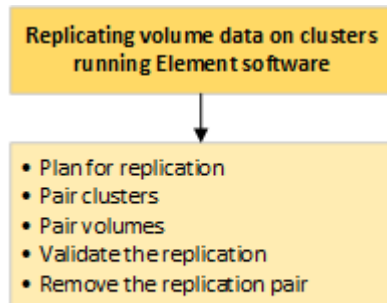 Replicating volume data on clusters
running Element software
• Plan for replication
• Pair clusters
• Pair volumes
• Validate the replication
• Remove the replication pair